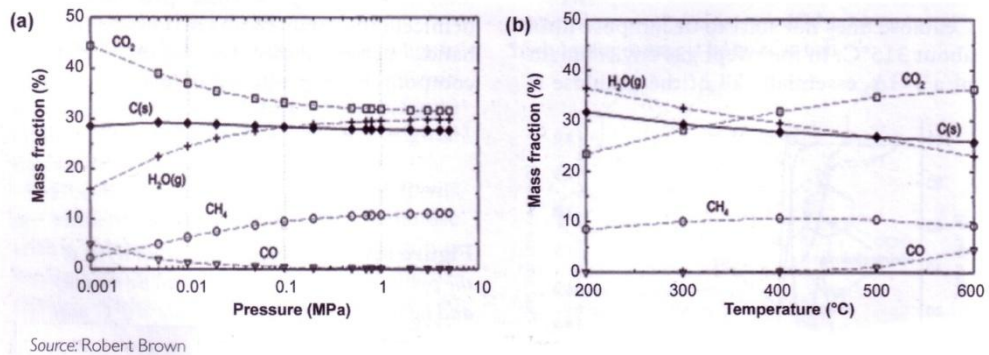 (a)
50
40
30
20
10
0
Mass fraction (%)
CO₂
C(s)
H₂O(g)
CH₄
CO
0.001
0.01
0.1
1
10
Pressure (MPa)
(b)
50
40
30
20
10
0
Mass fraction (%)
H₂O(g)
CO₂
C(s)
CH₄
CO
200
300
400
500
600
Temperature (°C)
Source: Robert Brown